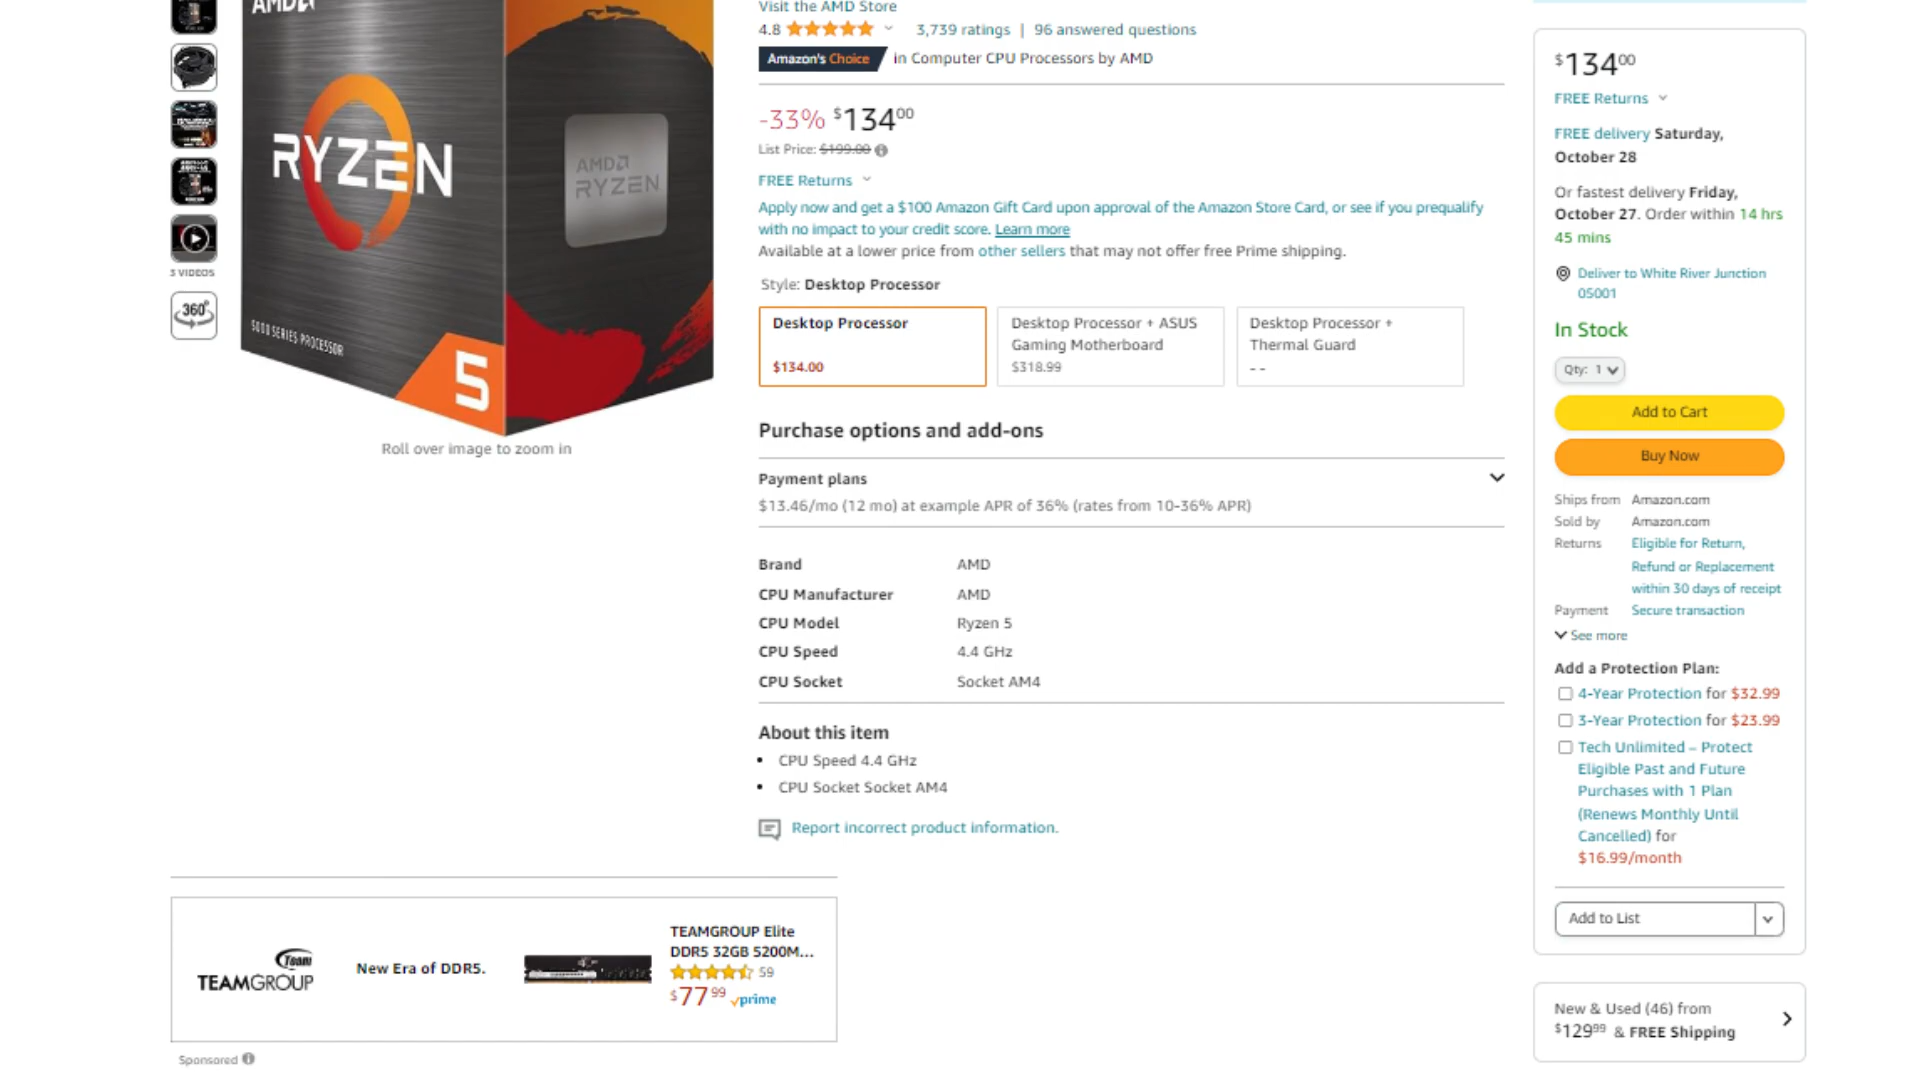 AMD
RYZEN
5000 SERIES PROCESSOR
5
AMD
RYZEN
3 VIDEOS
360°
Roll over image to zoom in
Visit the AMD Store
4.8 3,739 ratings | 96 answered questions
Amazon's Choice in Computer CPU Processors by AMD
-33% $13400
List Price: $199.00
FREE Returns
Apply now and get a $100 Amazon Gift Card upon approval of the Amazon Store Card, or see if you prequalify
with no impact to your credit score. Learn more
Available at a lower price from other sellers that may not offer free Prime shipping.
Style: Desktop Processor
Desktop Processor
$134.00
Desktop Processor + ASUS
Gaming Motherboard
$318.99
Desktop Processor +
Thermal Guard
- -
Purchase options and add-ons
Payment plans
$13.46/mo (12 mo) at example APR of 36% (rates from 10-36% APR)
Brand AMD
CPU Manufacturer AMD
CPU Model Ryzen 5
CPU Speed 4.4 GHz
CPU Socket Socket AM4
About this item
• CPU Speed 4.4 GHz
• CPU Socket Socket AM4
Report incorrect product information.
Team
TEAMGROUP
New Era of DDR5.
TEAMGROUP Elite
DDR5 32GB 5200M...
59
$7799 prime
Sponsored
$13400
FREE Returns
FREE delivery Saturday,
October 28
Or fastest delivery Friday,
October 27. Order within 14 hrs
45 mins
Deliver to White River Junction
05001
In Stock
Qty: 1
Add to Cart
Buy Now
Ships from Amazon.com
Sold by Amazon.com
Returns Eligible for Return,
Refund or Replacement
within 30 days of receipt
Payment Secure transaction
See more
Add a Protection Plan:
4-Year Protection for $32.99
3-Year Protection for $23.99
Tech Unlimited – Protect
Eligible Past and Future
Purchases with 1 Plan
(Renews Monthly Until
Cancelled) for
$16.99/month
Add to List
New & Used (46) from
$12999 & FREE Shipping